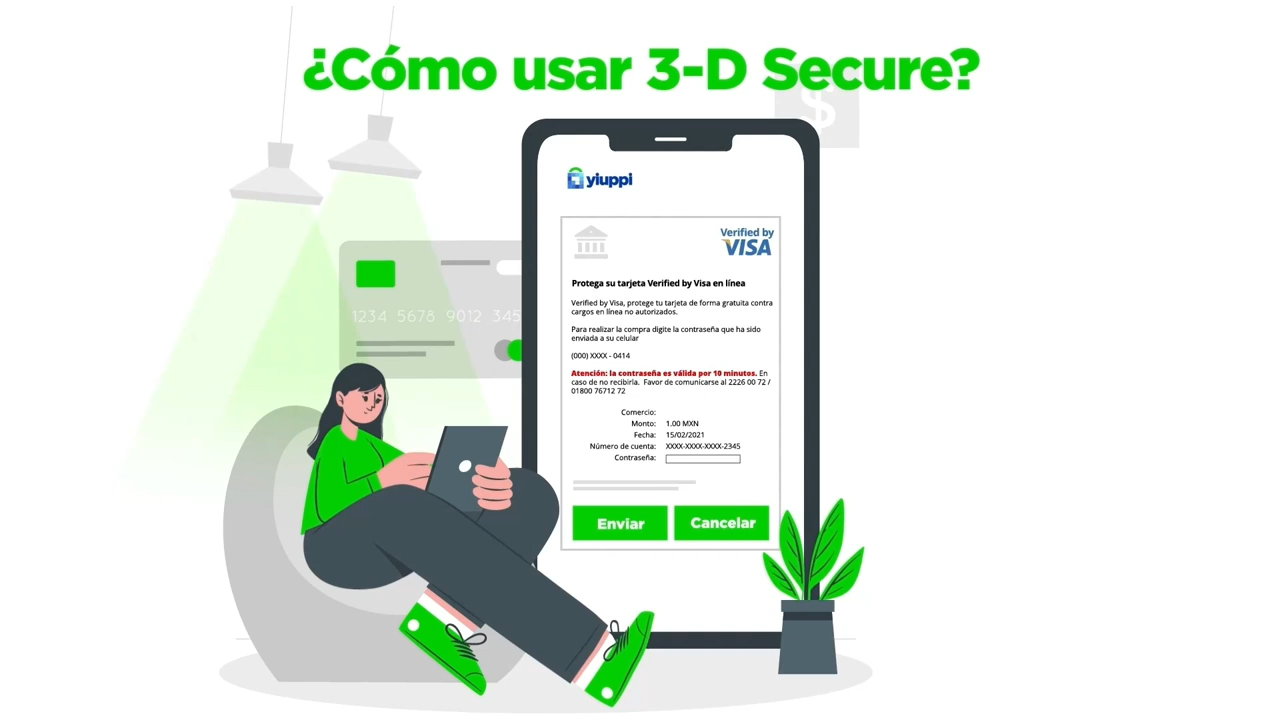 ¿Cómo usar 3-D Secure?
$
yiuppi
Verified by
VISA
Protega su tarjeta Verified by Visa en línea
Verified by Visa, protege tu tarjeta de forma gratuita contra
cargos en línea no autorizados.
Para realizar la compra digite la contraseña que ha sido
enviada a su celular
(000) XXXX - 0414
Atención: la contraseña es válida por 10 minutos. En
caso de no recibirla. Favor de comunicarse al 2226 00 72 /
01800 76712 72
Comercio:
Monto: 1.00 MXN
Fecha: 15/02/2021
Número de cuenta: XXXX-XXXX-XXXX-2345
Contraseña:
Enviar Cancelar
1234 5678 9012 345